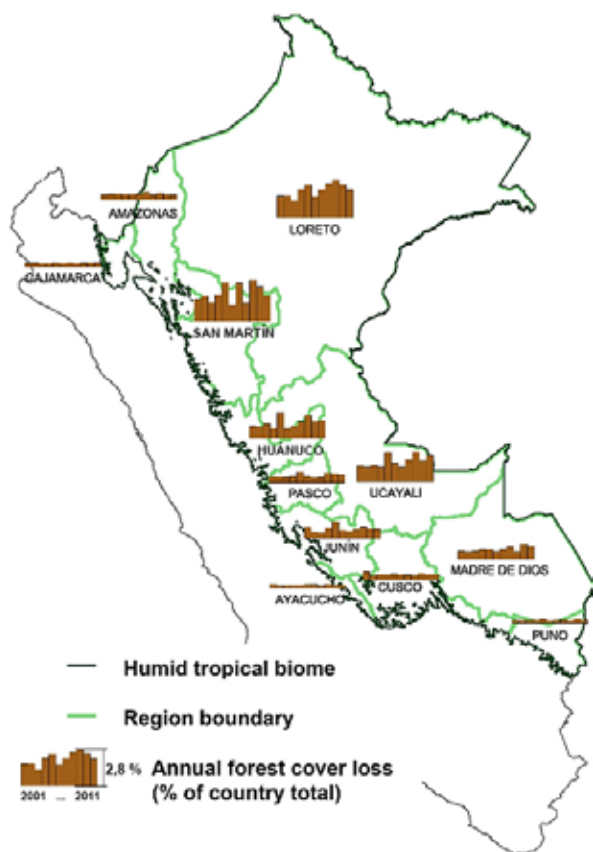 AMAZONAS
LORETO
CAJAMARCA
SAN MARTIN
HUANUCO
UCAYALI
PASCO
JUNIN
MADRE DE DIOS
CUSCO
AYACUCHO
PUNO
Humid tropical biome
Region boundary
2,8 % Annual forest cover loss
2001 ... 2011 (% of country total)